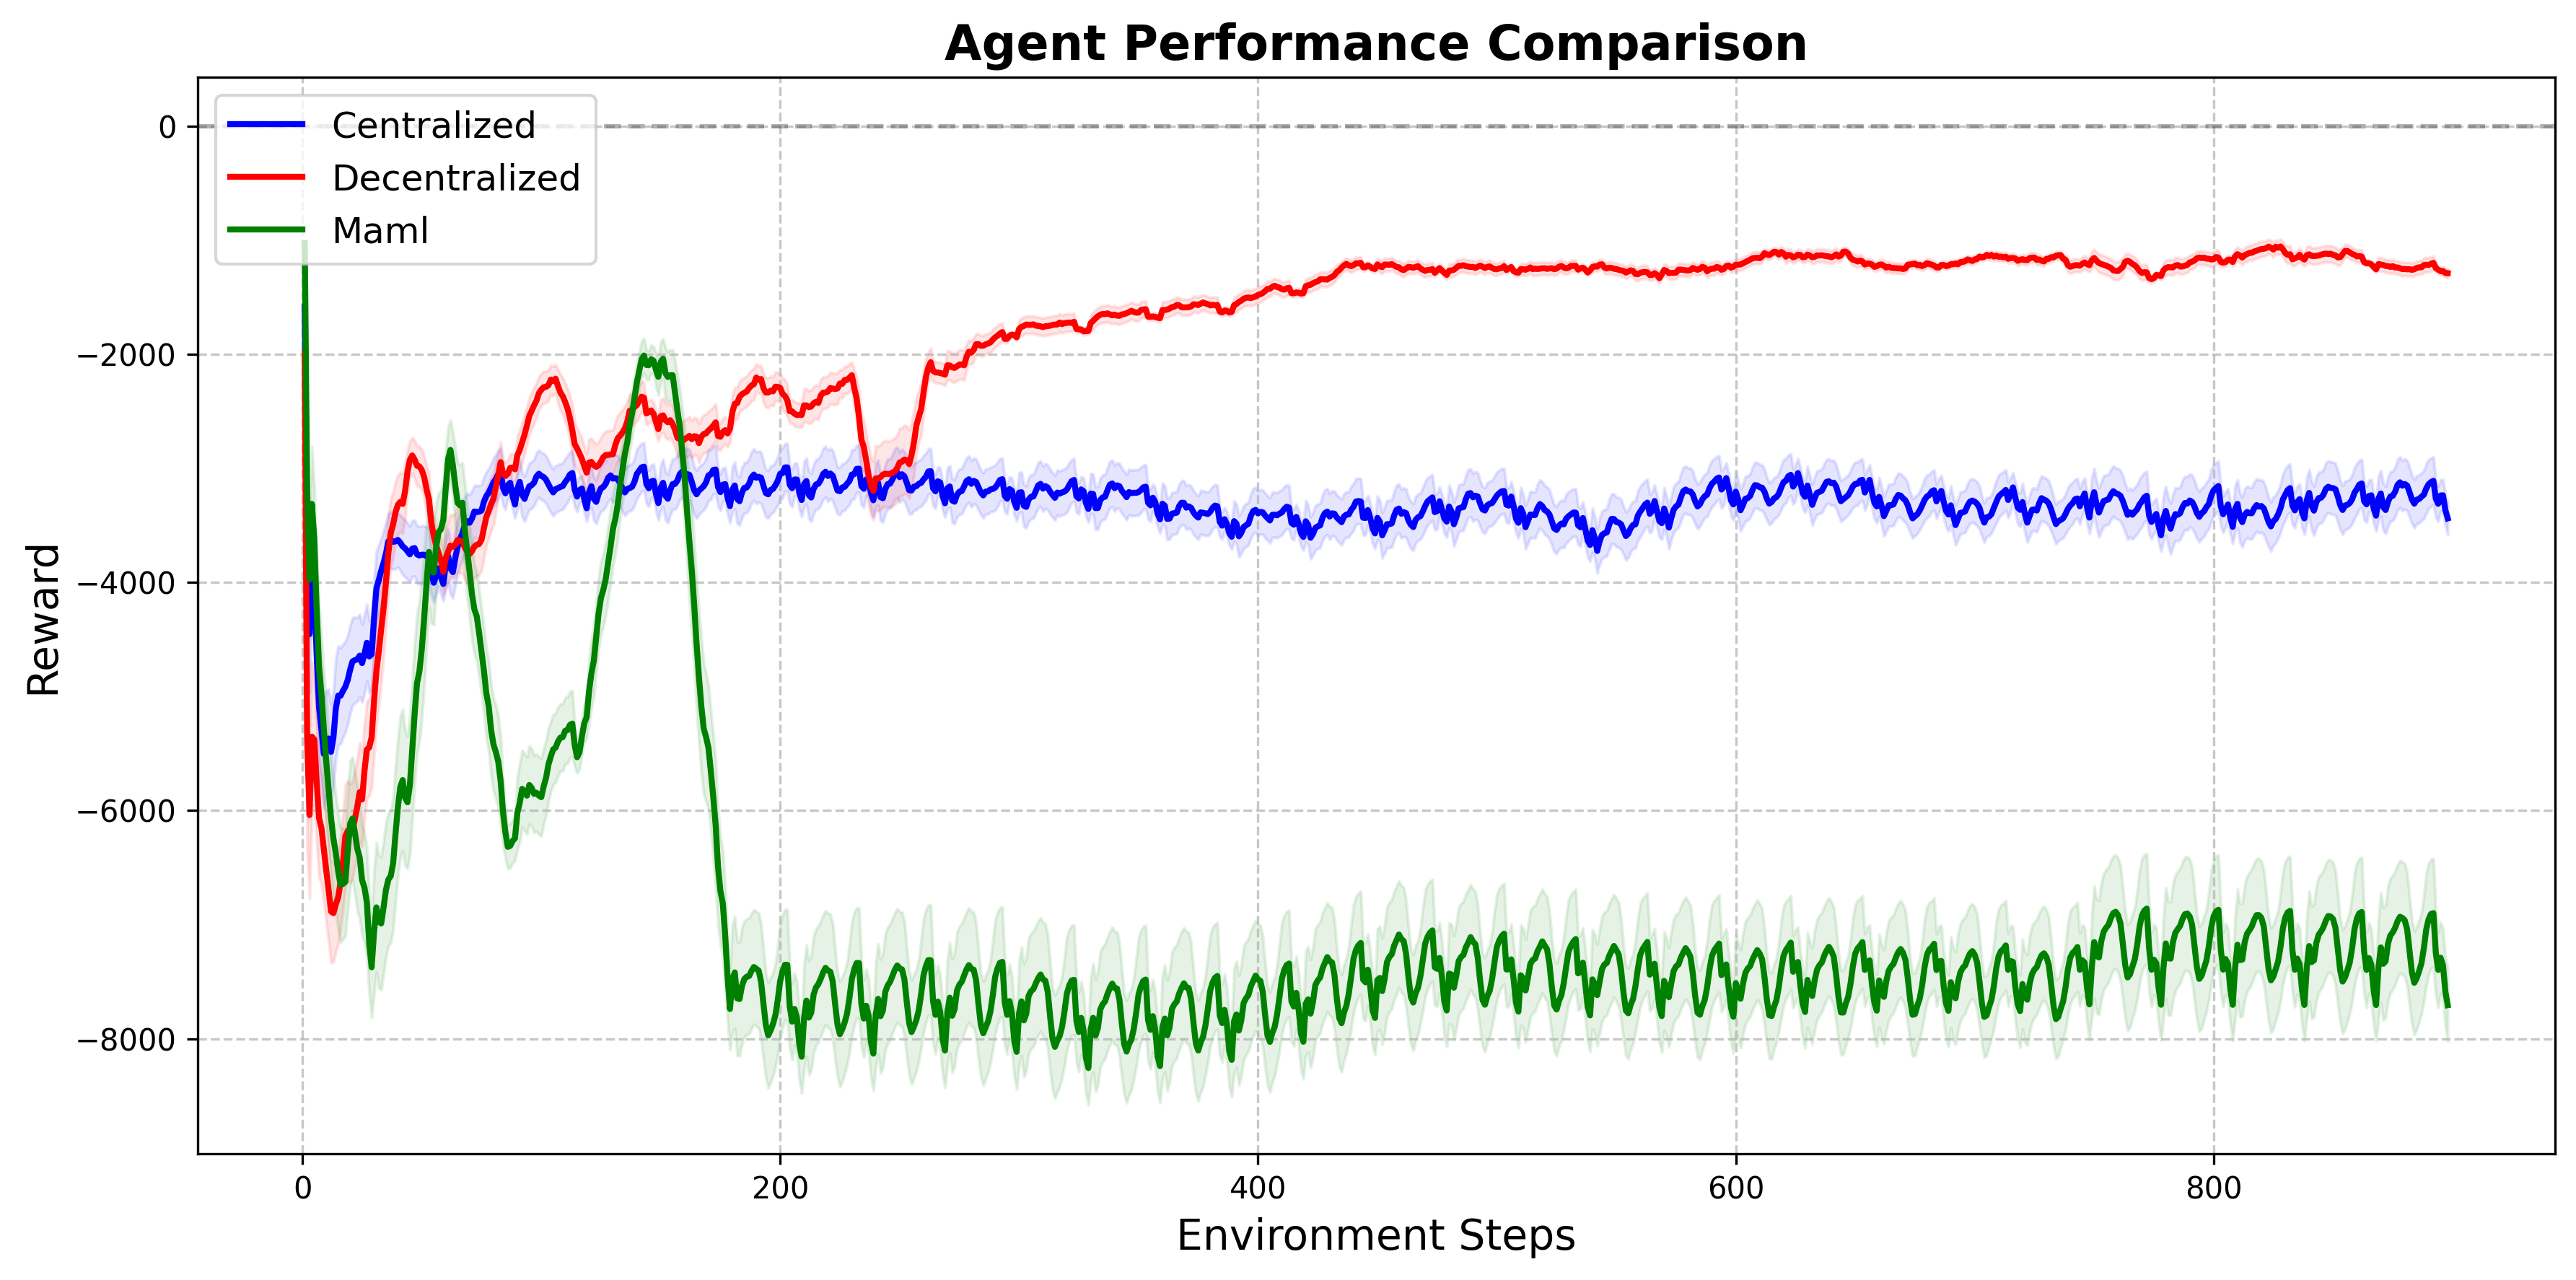 Agent Performance Comparison
Centralized
Decentralized
Maml
Reward
0
−2000
−4000
−6000
−8000
0
200
400
600
800
Environment Steps